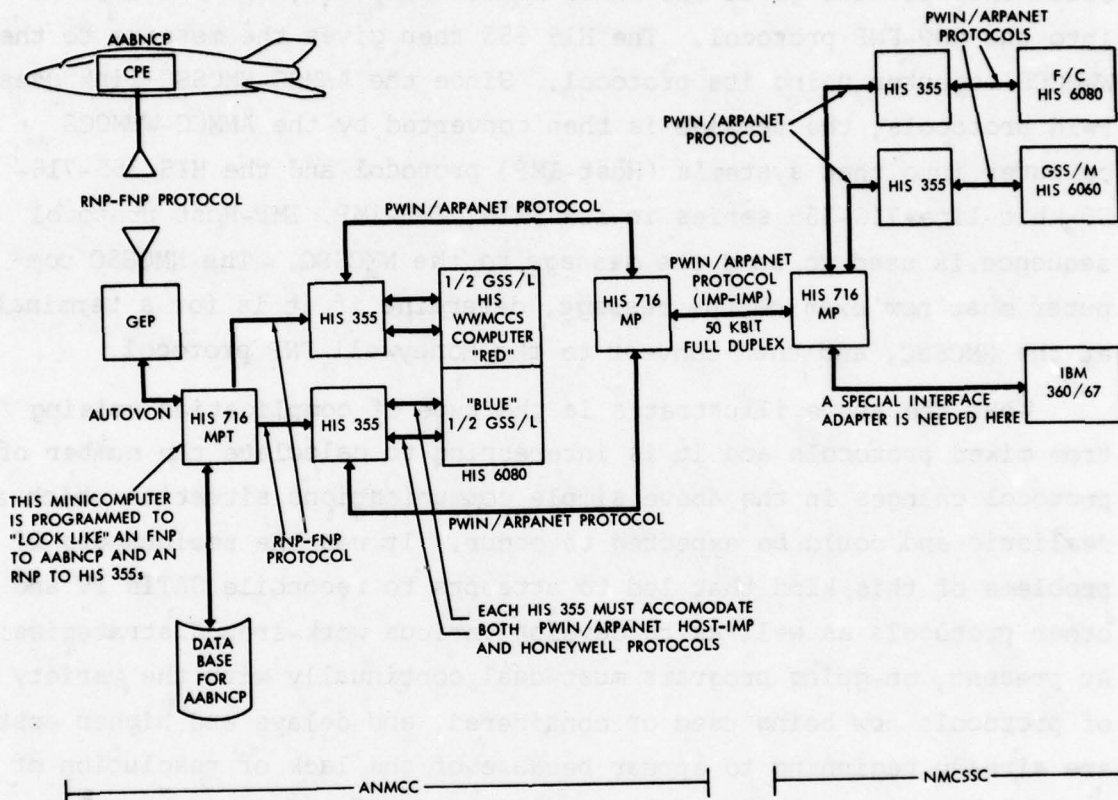 AABNCP
CPE
RNP-FNP PROTOCOL
GEP
AUTOVON
HIS 716
MPT
THIS MINICOMPUTER
IS PROGRAMMED TO
"LOOK LIKE" AN FNP
TO AABNCP AND AN
RNP TO HIS 355s
DATA
BASE
FOR
AABNCP
RNP-FNP
PROTOCOL
PWIN/ARPANET PROTOCOL
HIS 355
HIS 355
1/2 GSS/L
HIS
WWMCCS
COMPUTER
"RED"
"BLUE"
1/2 GSS/L
HIS 6080
PWIN/ARPANET PROTOCOL
EACH HIS 355 MUST ACCOMODATE
BOTH PWIN/ARPANET HOST-IMP
AND HONEYWELL PROTOCOLS
HIS 716
MP
PWIN/ARPANET
PROTOCOL
(IMP-IMP)
50 KBIT
FULL DUPLEX
HIS 716
MP
PWIN/ARPANET
PROTOCOL
PWIN/ARPANET
PROTOCOLS
HIS 355
F/C
HIS 6080
HIS 355
GSS/M
HIS 6060
A SPECIAL INTERFACE
ADAPTER IS NEEDED HERE
IBM
360/67
ANMCC
NMCSSC